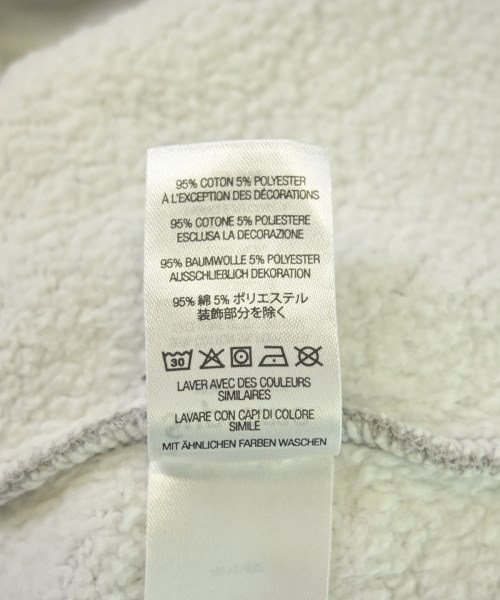 95% COTON 5% POLYESTER
À L'EXCEPTION DES DÉCORATIONS
95% COTONE 5% POLIESTERE
ESCLUSA LA DECORAZIONE
95% BAUMWOLLE 5% POLYESTER
AUSSCHLIEBLICH DEKORATION
95% 綿 5% ポリエステル
装飾部分を除く
30
LAVER AVEC DES COULEURS
SIMILAIRES
LAVARE CON CAPI DI COLORE
SIMILE
MIT ÄHNLICHEN FARBEN WASCHEN